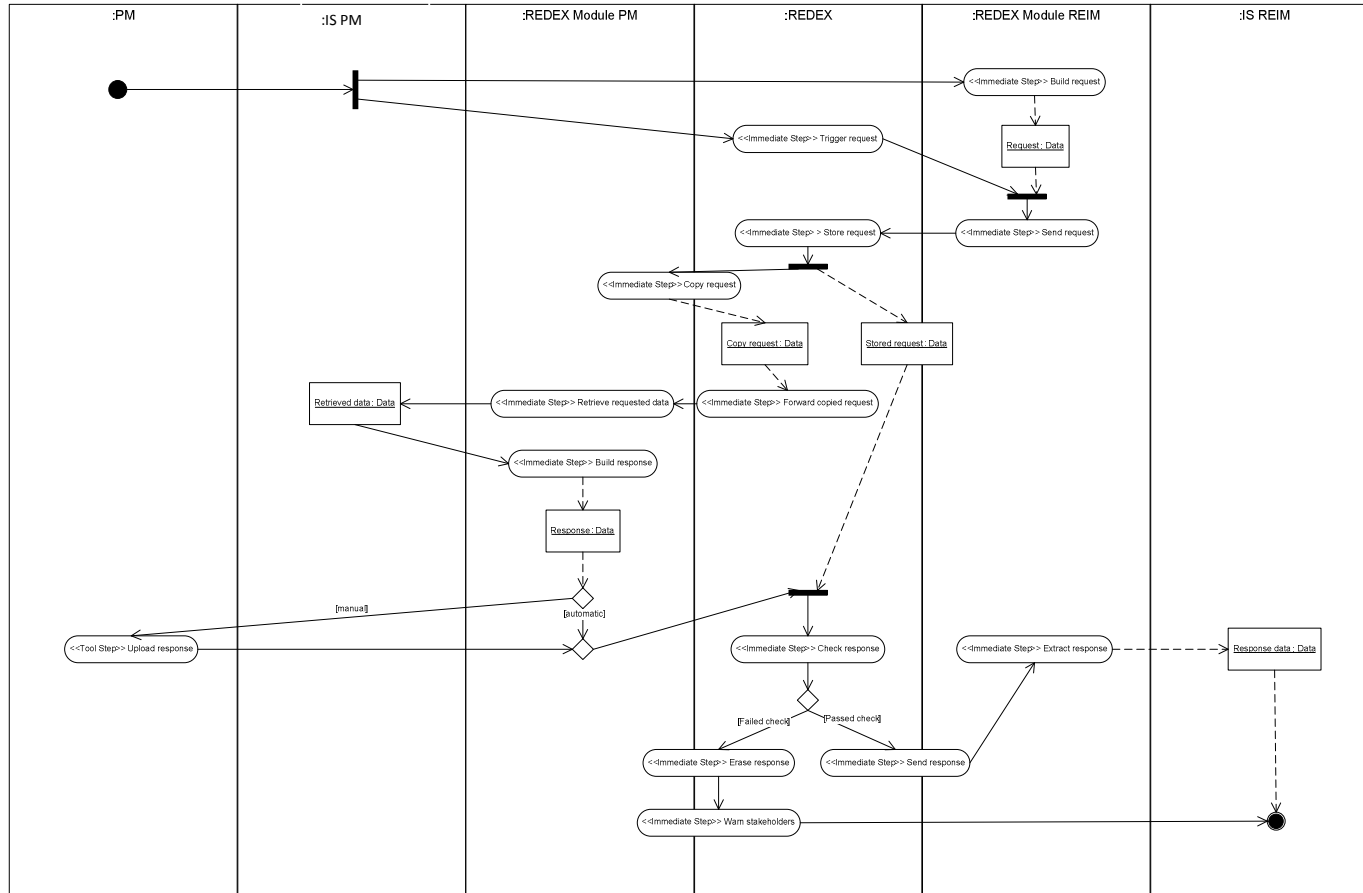 :PM
:IS PM
:REDEX Module PM
:REDEX
:REDEX Module REIM
:IS REIM
<<Immediate Step>> Build request
<<Immediate Step>> Trigger request
Request: Data
<<Immediate Step>> Store request
<<Immediate Step>> Send request
<<Immediate Step>> Copy request
Copy request: Data
Stored request: Data
Retrieved data: Data
<<Immediate Step>> Retrieve requested data
<<Immediate Step>> Forward copied request
<<Immediate Step>> Build response
Response: Data
[manual]
[automatic]
<<Tool Step>> Upload response
<<Immediate Step>> Check response
<<Immediate Step>> Extract response
Response data: Data
[Failed check]
[Passed check]
<<Immediate Step>> Erase response
<<Immediate Step>> Send response
<<Immediate Step>> Warn stakeholders